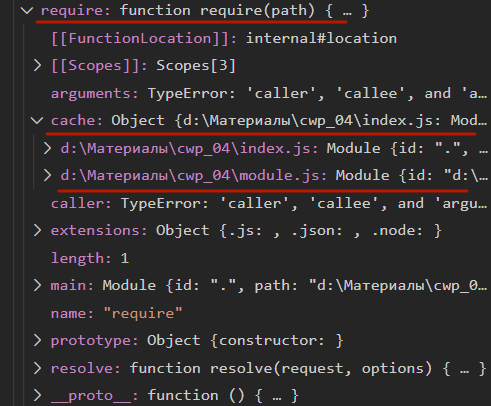 require: function require(path) { … }
[[FunctionLocation]]: internal#location
[[Scopes]]: Scopes[3]
arguments: TypeError: 'caller', 'callee', and 'a…
cache: Object {d:\Материалы\cwp_04\index.js: Mod…
d:\Материалы\cwp_04\index.js: Module {id: ".", …
d:\Материалы\cwp_04\module.js: Module {id: "d:\…
caller: TypeError: 'caller', 'callee', and 'argu…
extensions: Object {.js: , .json: , .node: }
length: 1
main: Module {id: ".", path: "d:\Материалы\cwp_0…
name: "require"
prototype: Object {constructor: }
resolve: function resolve(request, options) { … }
__proto__: function () { … }